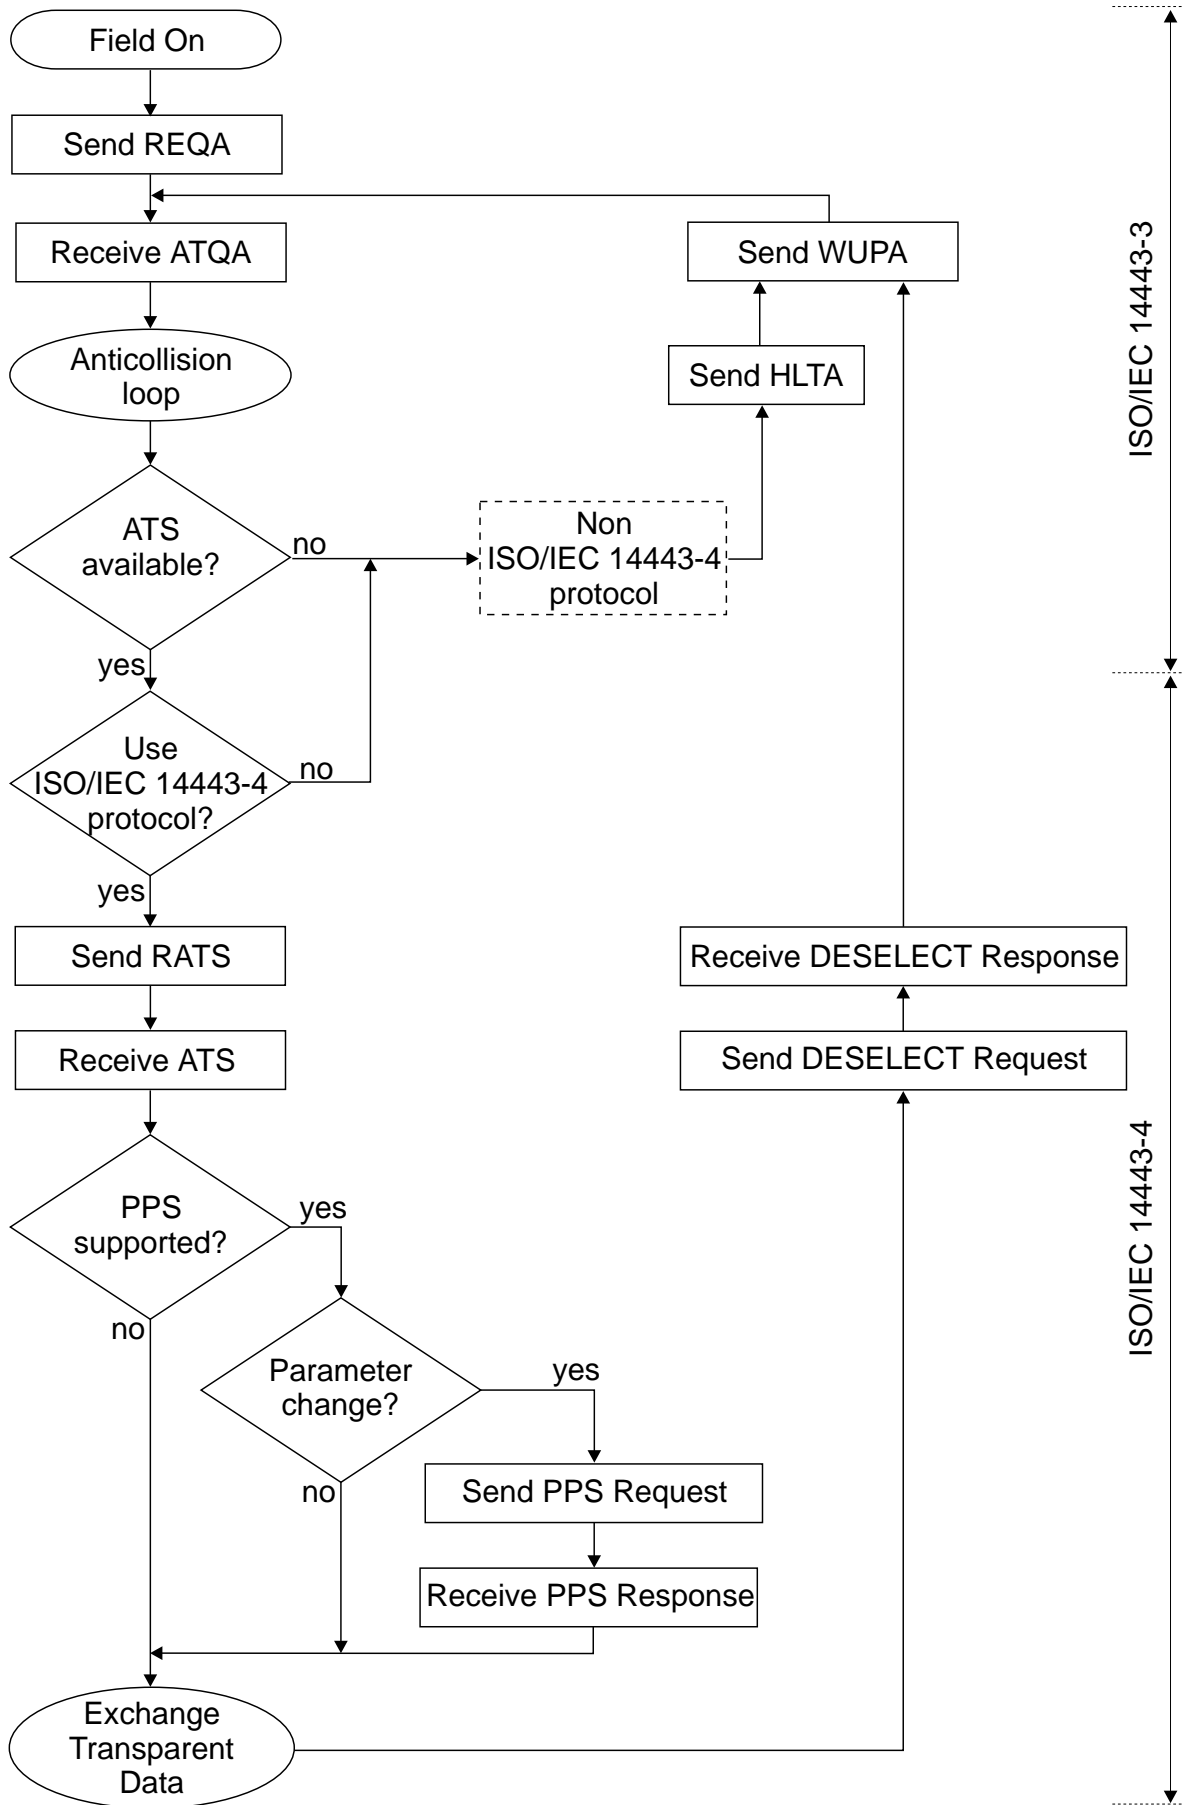 Field On
Send REQA
Receive ATQA
Send WUPA
Anticollision
loop
Send HLTA
ISO/IEC 14443-3
ATS
available?
no
Non
ISO/IEC 14443-4
protocol
yes
Use
ISO/IEC 14443-4
protocol?
no
yes
Send RATS
Receive DESELECT Response
Receive ATS
Send DESELECT Request
ISO/IEC 14443-4
PPS
supported?
yes
no
Parameter
change?
yes
no
Send PPS Request
Receive PPS Response
Exchange
Transparent
Data